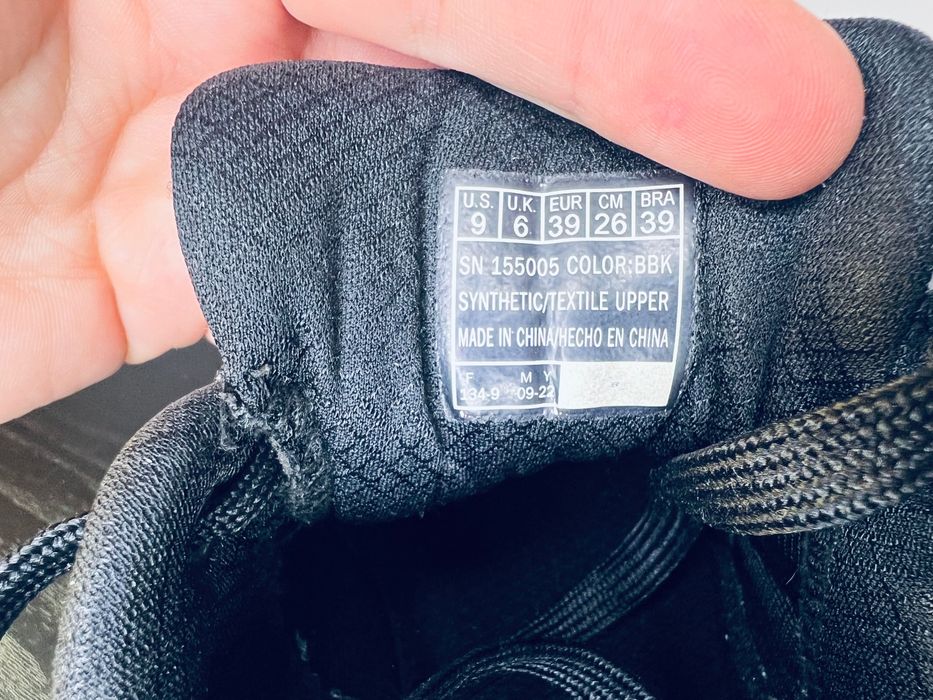 U.S. U.K. EUR CM BRA
9 6 39 26 39
SN 155005 COLOR:BBK
SYNTHETIC/TEXTILE UPPER
MADE IN CHINA/HECHO EN CHINA
F M Y
134-9 09-22